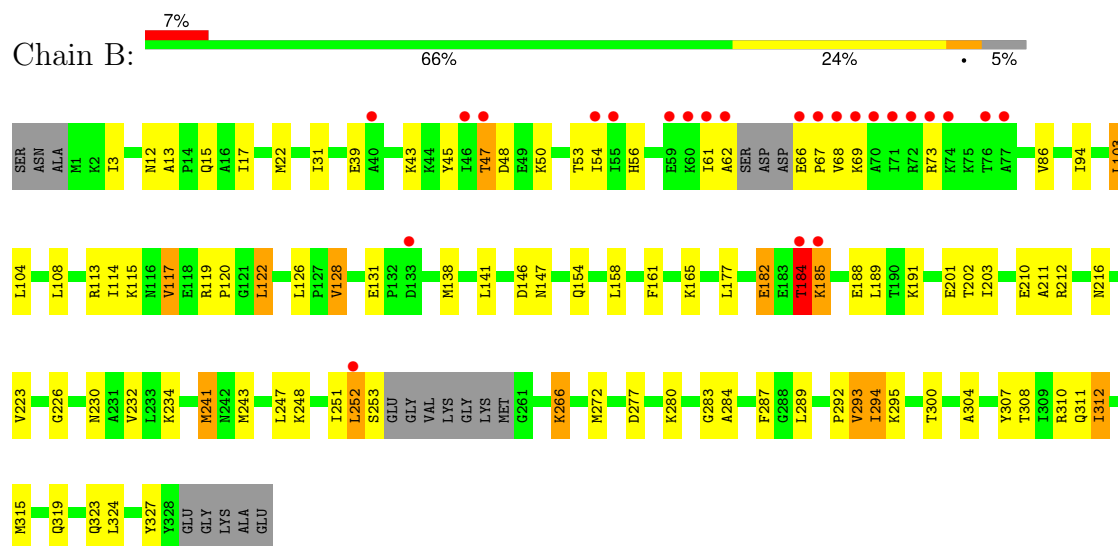 7%
Chain B:
66% 24% • 5%
SER ASN ALA M1 K2 I3 N12 A13 P14 Q15 A16 I17 M22 I31 E39 A40 K43 K44 Y45 I46 T47 D48 E49 K50 T53 I54 I55 H56 E59 K60 I61 A62 SER ASP ASP E66 P67 V68 K69 A70 I71 R72 R73 K74 K75 T76 A77 V86 I94 L103
L104 L108 R113 I114 K115 N116 V117 E118 R119 P120 G121 L122 L126 P127 V128 E131 P132 D133 M138 L141 D146 N147 Q154 L158 F161 K165 L177 E182 E183 T184 K185 E188 L189 T190 K191 E201 T202 I203 E210 A211 R212 N216
V223 G226 N230 A231 V232 L233 K234 M241 N242 M243 L247 K248 I251 L252 S253 GLU GLY VAL LYS GLY LYS MET G261 K266 M272 D277 K280 G283 A284 F287 G288 L289 P292 V293 I294 K295 T300 A304 Y307 T308 I309 R310 Q311 I312
M315 Q319 Q323 L324 Y327 Y328 GLU GLY LYS ALA GLU